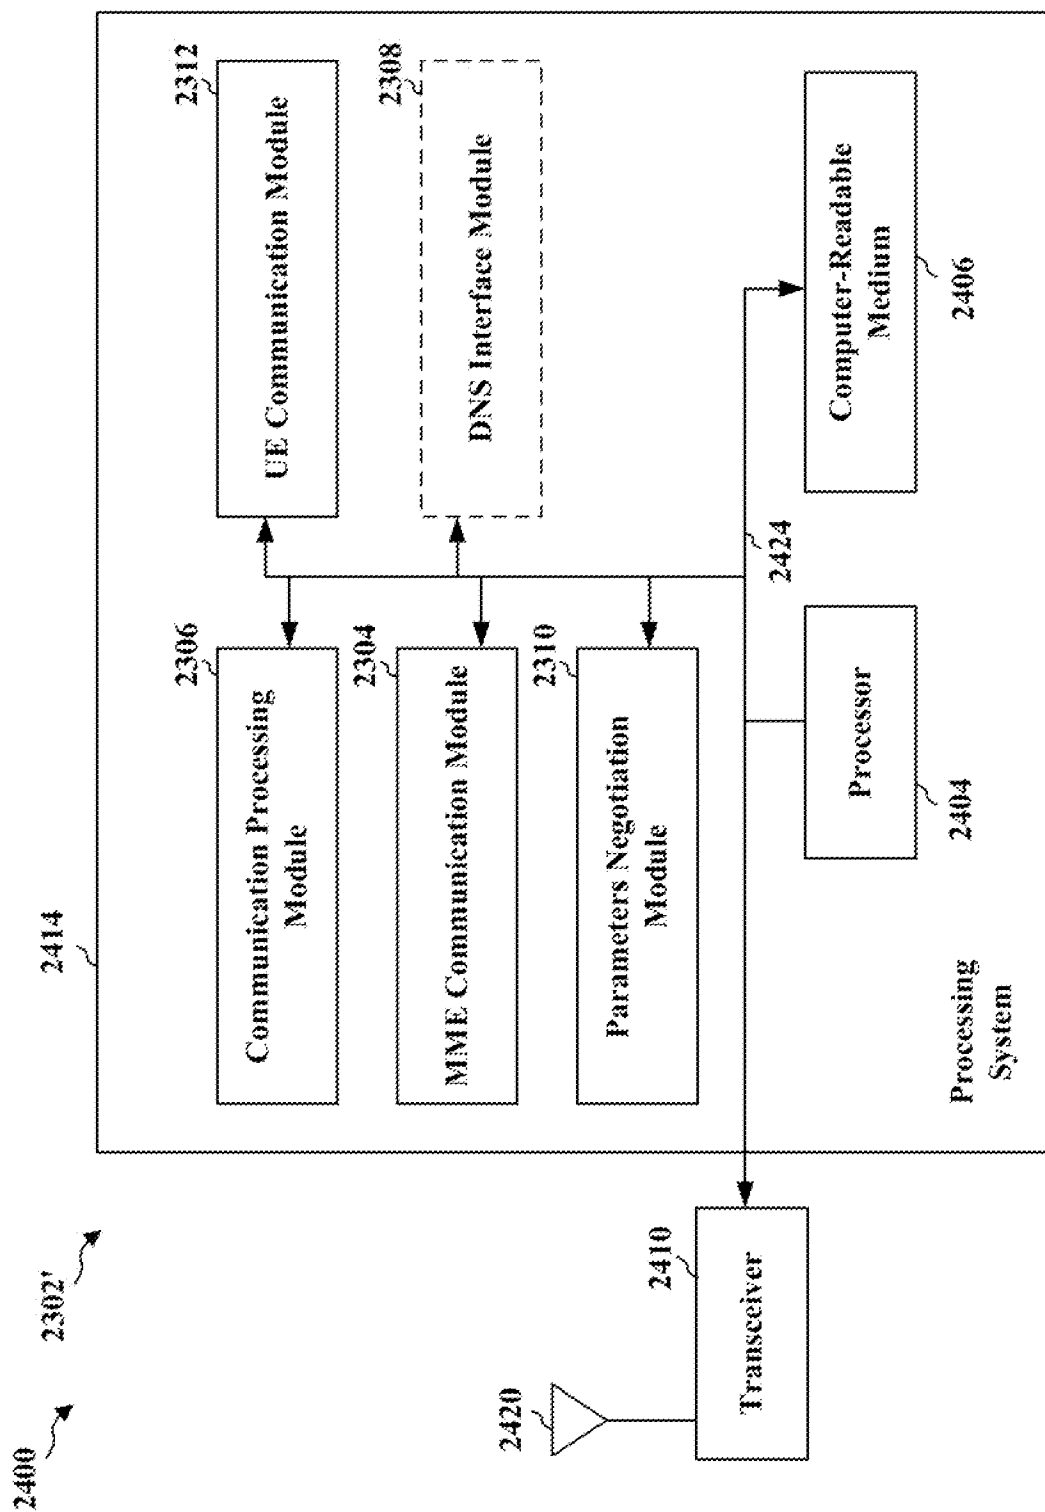 2400
2302'
2414
2306
Communication Processing
Module
2312
UE Communication Module
2304
MME Communication Module
2308
DNS Interface Module
2310
Parameters Negotiation
Module
2420
2410
Transceiver
2424
Processor
2404
Computer-Readable
Medium
2406
Processing
System